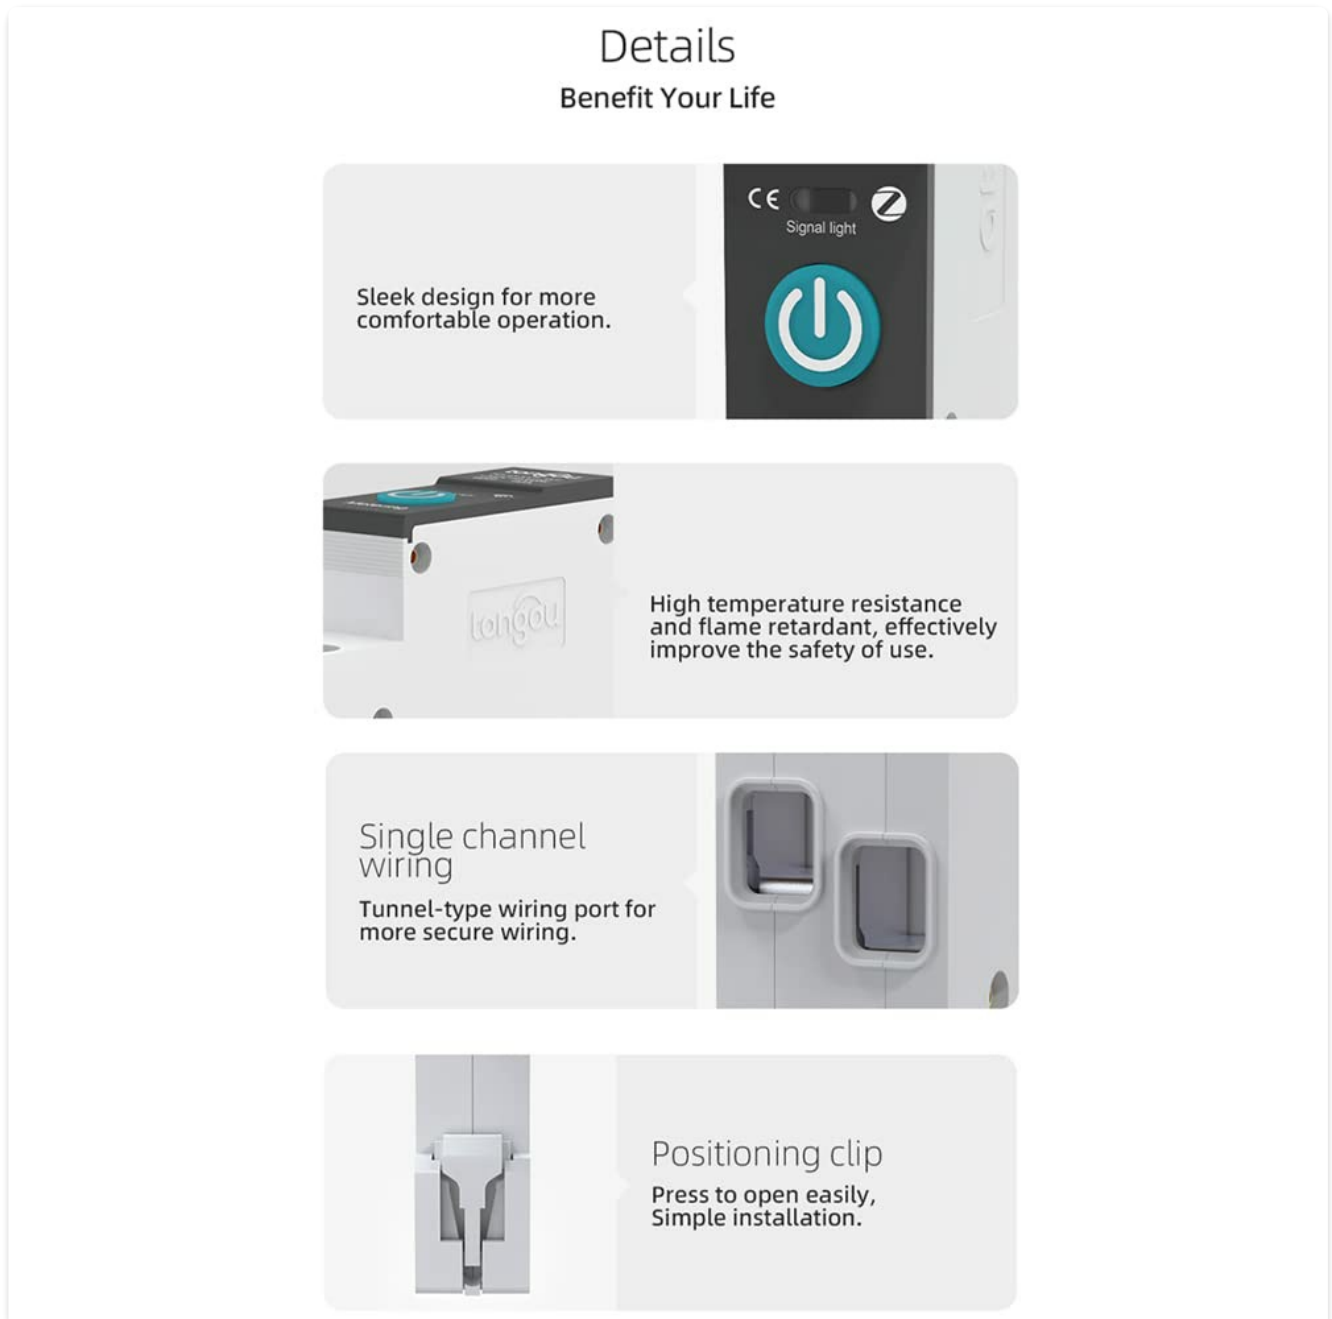 Details
Benefit Your Life
CE
Signal light
Sleek design for more
comfortable operation.
tongou
High temperature resistance
and flame retardant, effectively
improve the safety of use.
Single channel
wiring
Tunnel-type wiring port for
more secure wiring.
Positioning clip
Press to open easily,
Simple installation.